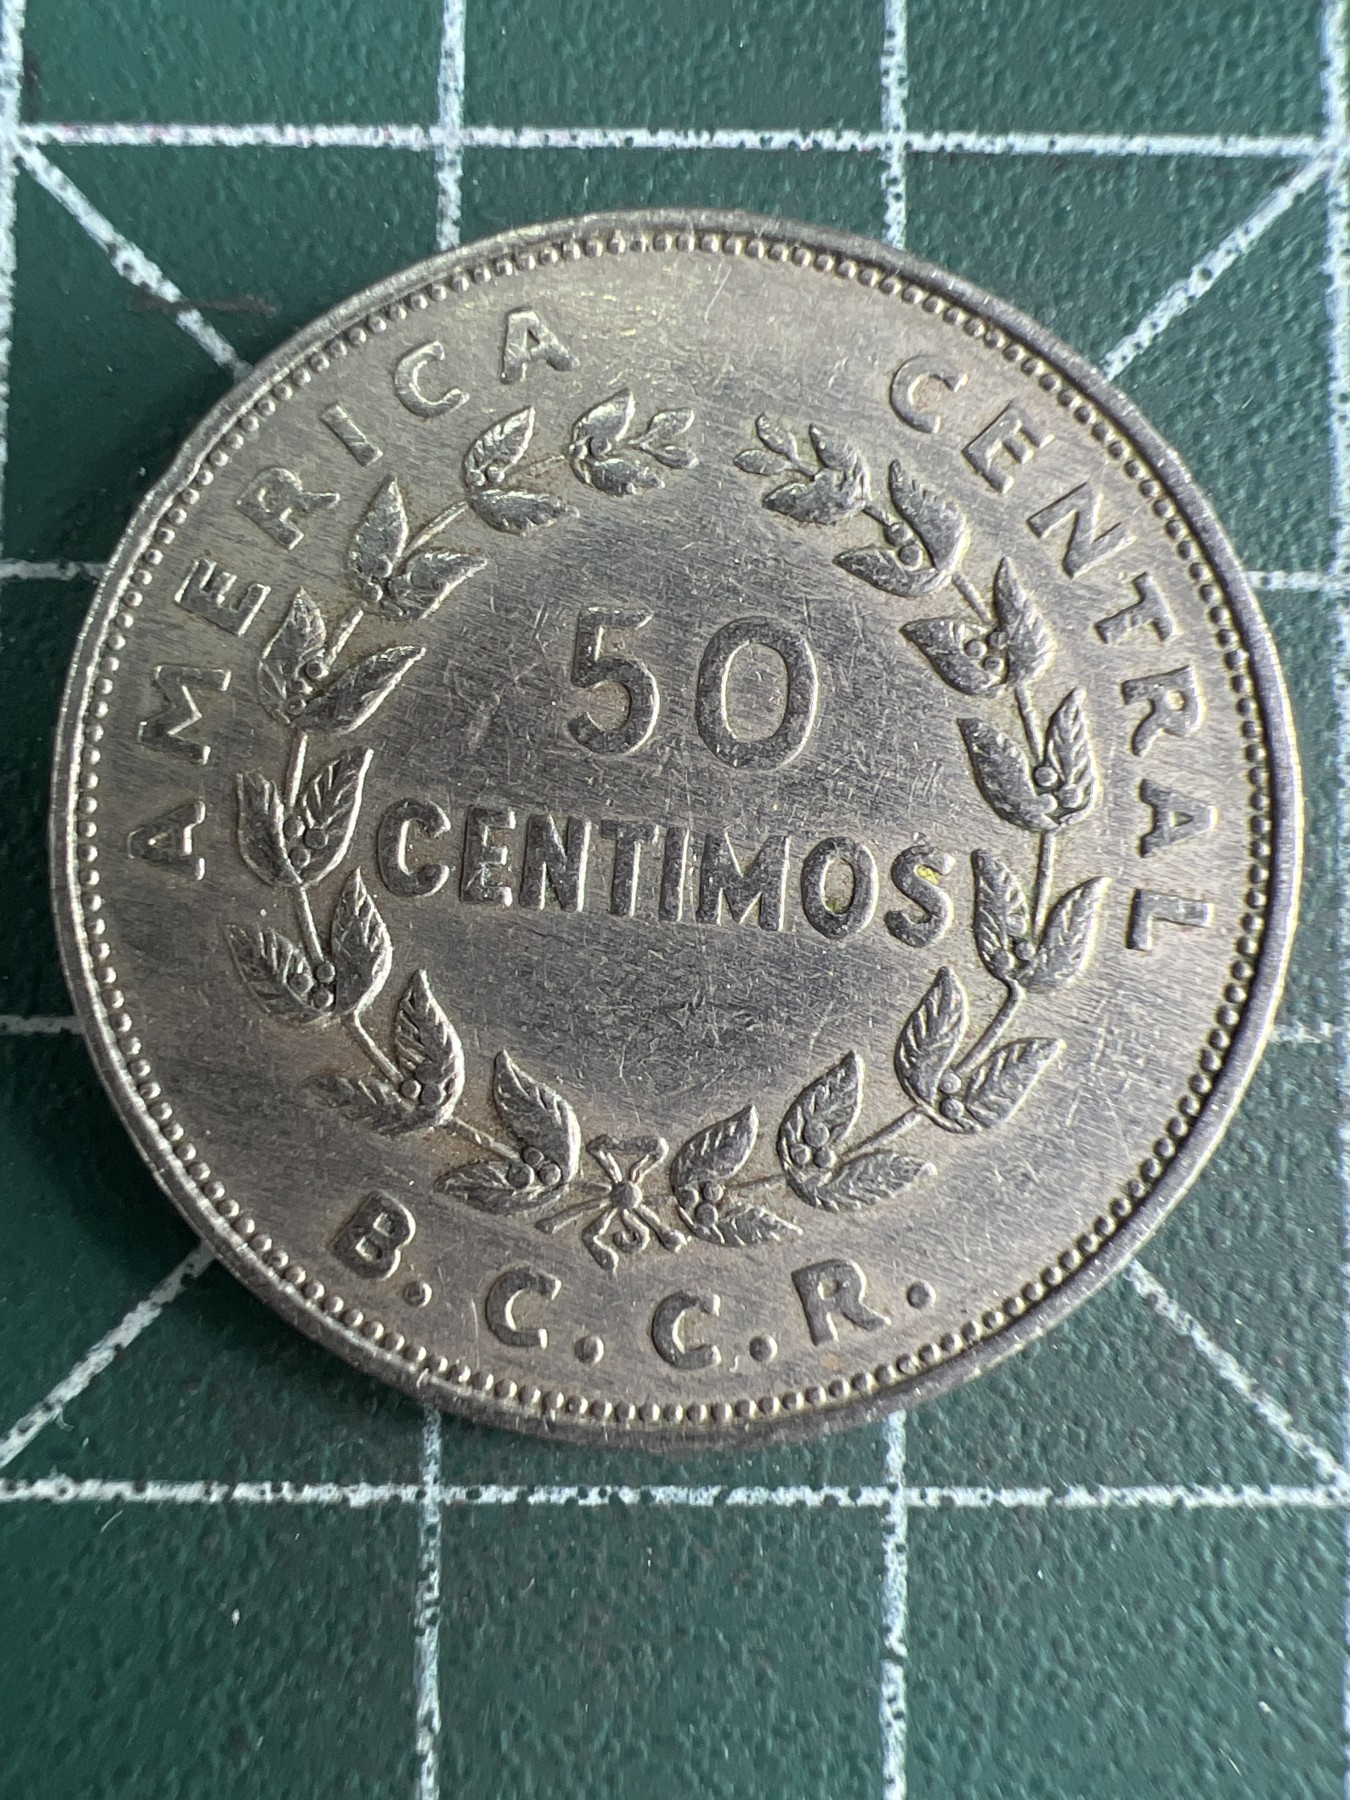 AMERICA CENTRAL
50
CENTIMOS
B.C.C.R.